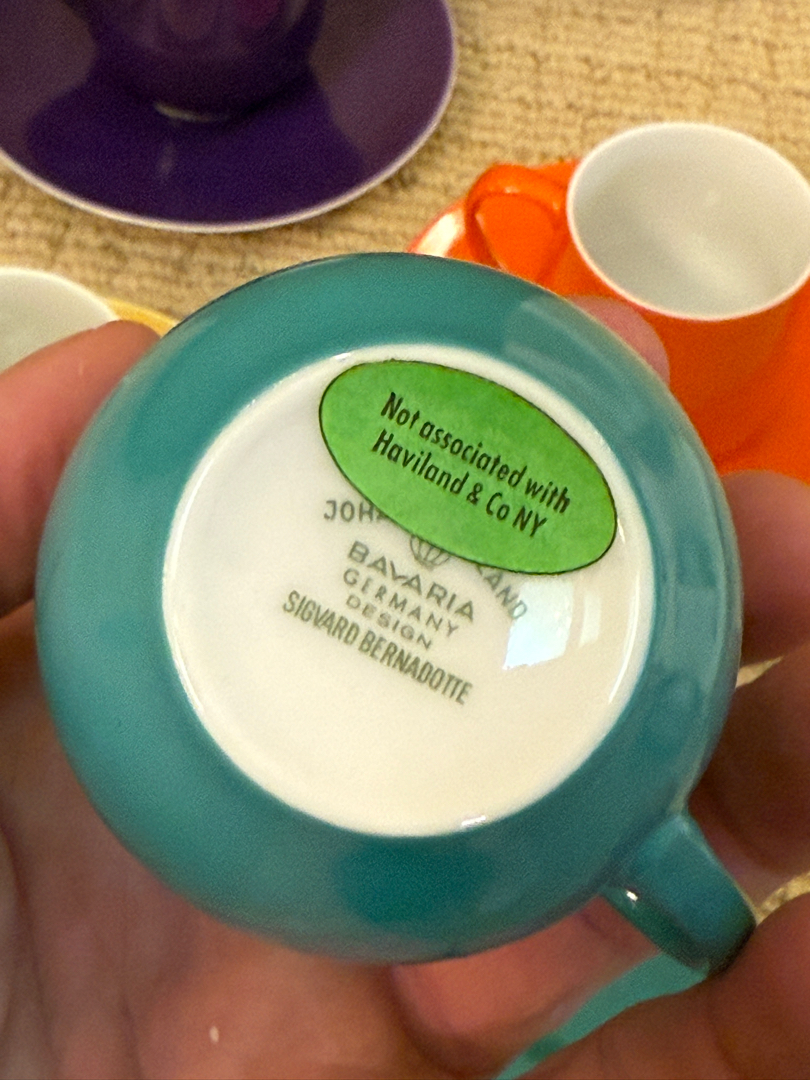 Not associated with
Haviland & Co NY
BAVARIA
GERMANY
DESIGN
SIGVARD BERNADOTTE